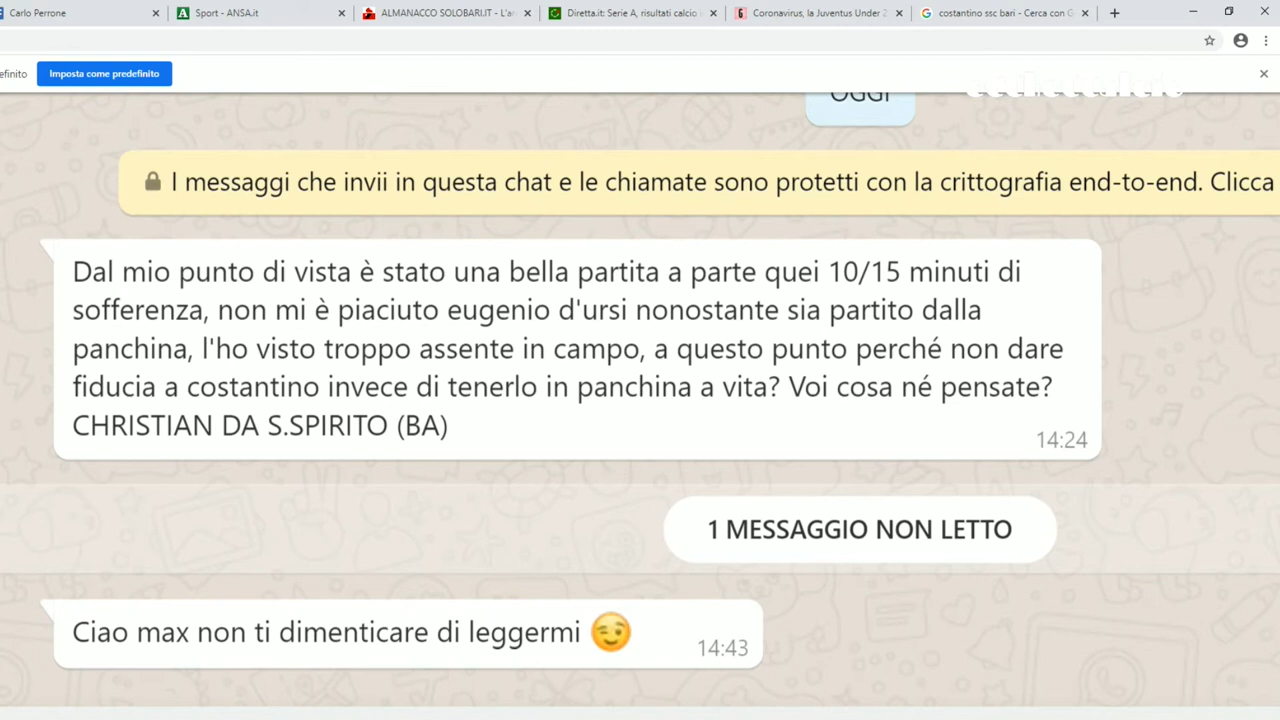 Carlo Perrone
Sport - ANSA.it
ALMANACCO SOLOBARI.IT - L'a
Diretta.it: Serie A, risultati calcio
Coronavirus, la Juventus Under 2
costantino ssc bari - Cerca con G
efinito
Imposta come predefinito
OGGI
I messaggi che invii in questa chat e le chiamate sono protetti con la crittografia end-to-end. Clicca
Dal mio punto di vista è stato una bella partita a parte quei 10/15 minuti di
sofferenza, non mi è piaciuto eugenio d'ursi nonostante sia partito dalla
panchina, l'ho visto troppo assente in campo, a questo punto perché non dare
fiducia a costantino invece di tenerlo in panchina a vita? Voi cosa né pensate?
CHRISTIAN DA S.SPIRITO (BA)
14:24
1 MESSAGGIO NON LETTO
Ciao max non ti dimenticare di leggermi 😉
14:43